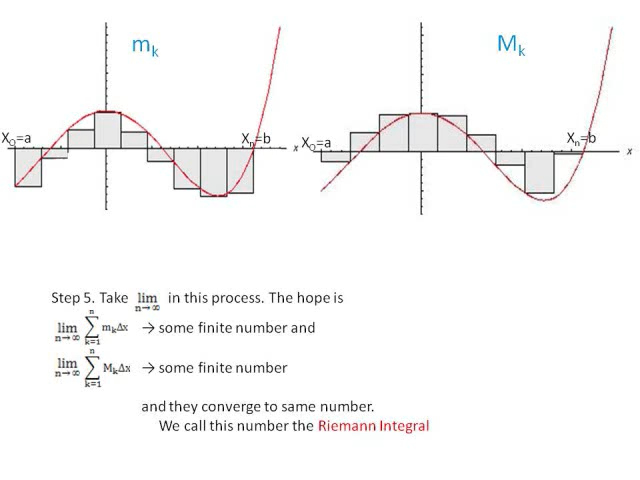 mk
Mk
X0=a
Xn=b
x
X0=a
Xn=b
x
Step 5. Take lim n→∞ in this process. The hope is
lim n→∞ n ∑ k=1 mkΔx → some finite number and
lim n→∞ n ∑ k=1 MkΔx → some finite number
and they converge to same number.
We call this number the Riemann Integral